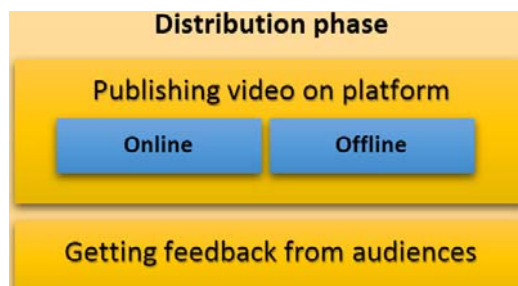 Distribution phase
Publishing video on platform
Online Offline
Getting feedback from audiences